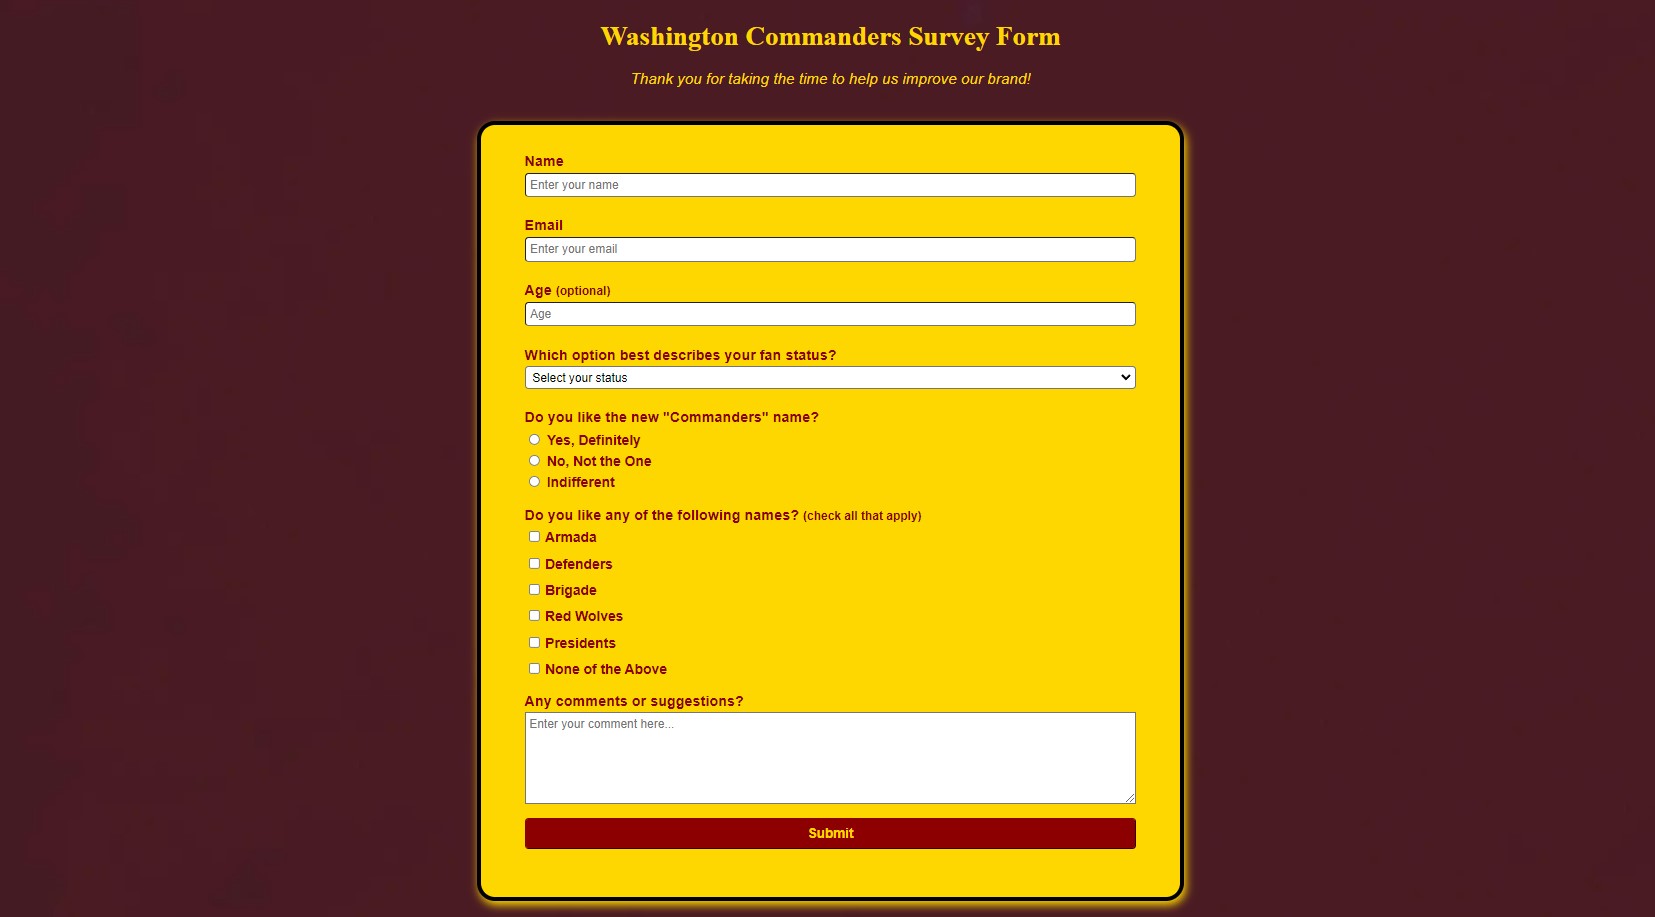 Washington Commanders Survey Form
Thank you for taking the time to help us improve our brand!
Name
Enter your name
Email
Enter your email
Age (optional)
Age
Which option best describes your fan status?
Select your status
Do you like the new "Commanders" name?
Yes, Definitely
No, Not the One
Indifferent
Do you like any of the following names? (check all that apply)
Armada
Defenders
Brigade
Red Wolves
Presidents
None of the Above
Any comments or suggestions?
Enter your comment here...
Submit